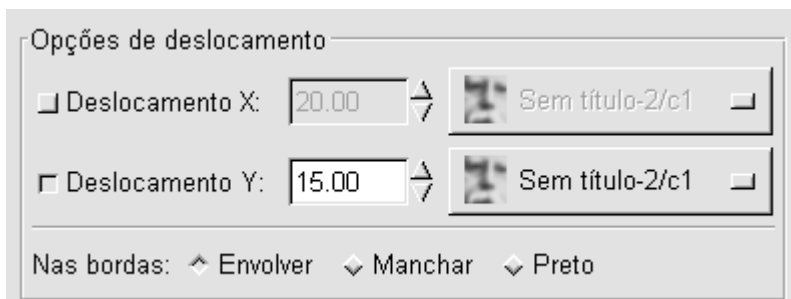 Opções de deslocamento
Deslocamento X: 20.00 Sem título-2/c1
Deslocamento Y: 15.00 Sem título-2/c1
Nas bordas: Envolver Manchar Preto